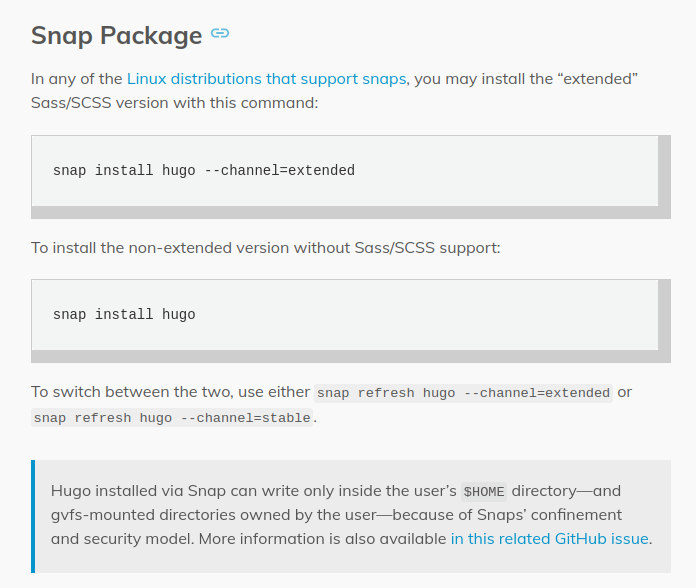 Snap Package
In any of the Linux distributions that support snaps, you may install the “extended”
Sass/SCSS version with this command:
snap install hugo --channel=extended
To install the non-extended version without Sass/SCSS support:
snap install hugo
To switch between the two, use either snap refresh hugo --channel=extended or
snap refresh hugo --channel=stable.
Hugo installed via Snap can write only inside the user’s $HOME directory—and
gvfs-mounted directories owned by the user—because of Snaps’ confinement
and security model. More information is also available in this related GitHub issue.